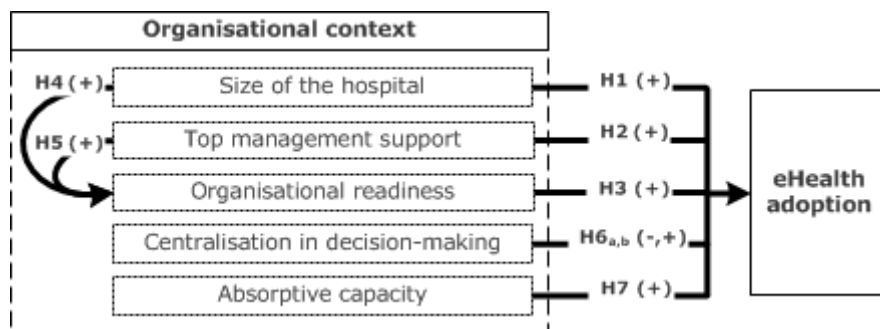 Organisational context
H4 (+) Size of the hospital H1 (+)
H5 (+) Top management support H2 (+)
Organisational readiness H3 (+)
eHealth
adoption
Centralisation in decision-making H6a,b (-,+)
Absorptive capacity H7 (+)